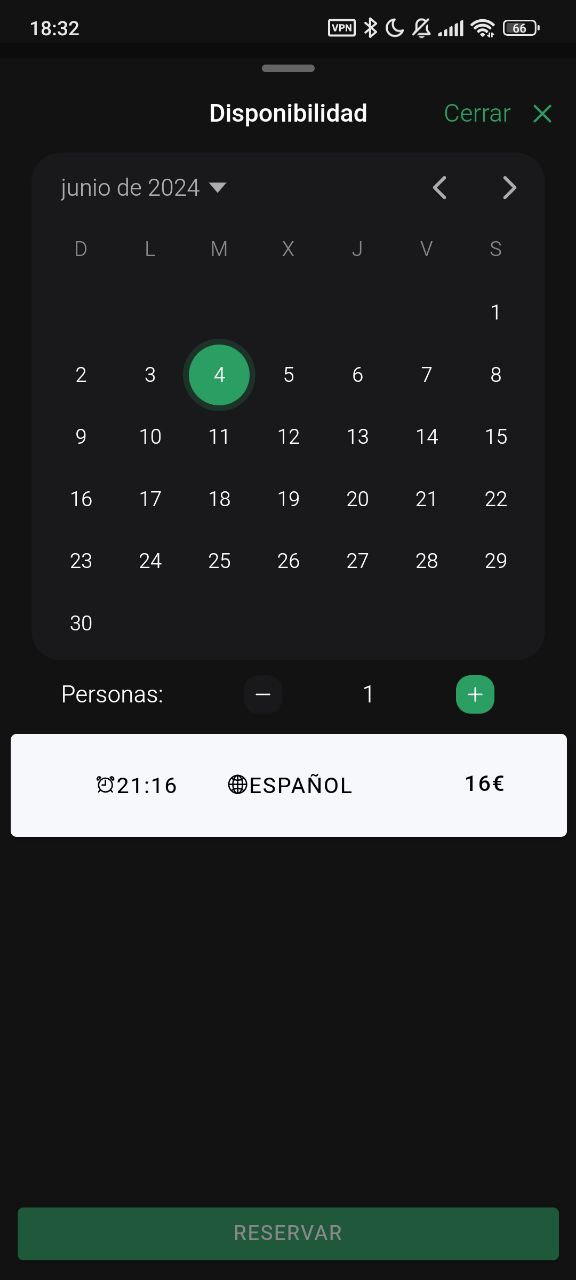 18:32 VPN 66
Disponibilidad Cerrar
junio de 2024
D L M X J V S
1
2 3 4 5 6 7 8
9 10 11 12 13 14 15
16 17 18 19 20 21 22
23 24 25 26 27 28 29
30
Personas: 1
21:16 ESPAÑOL 16€
RESERVAR